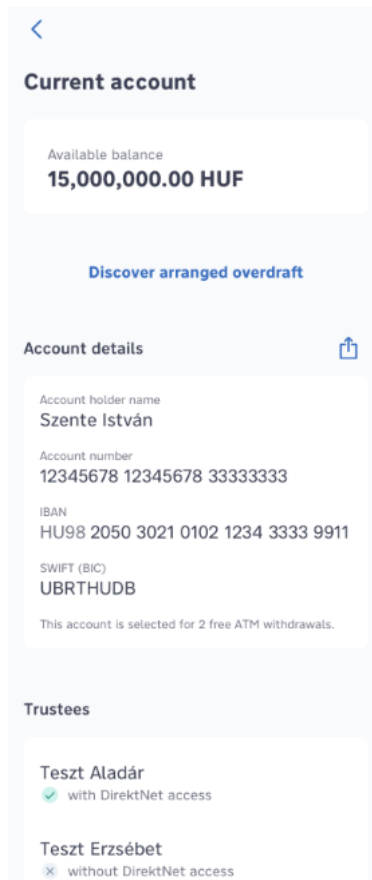 Current account
Available balance
15,000,000.00 HUF
Discover arranged overdraft
Account details
Account holder name
Szente István
Account number
12345678 12345678 33333333
IBAN
HU98 2050 3021 0102 1234 3333 9911
SWIFT (BIC)
UBRTHUDB
This account is selected for 2 free ATM withdrawals.
Trustees
Teszt Aladár
with DirektNet access
Teszt Erzsébet
without DirektNet access